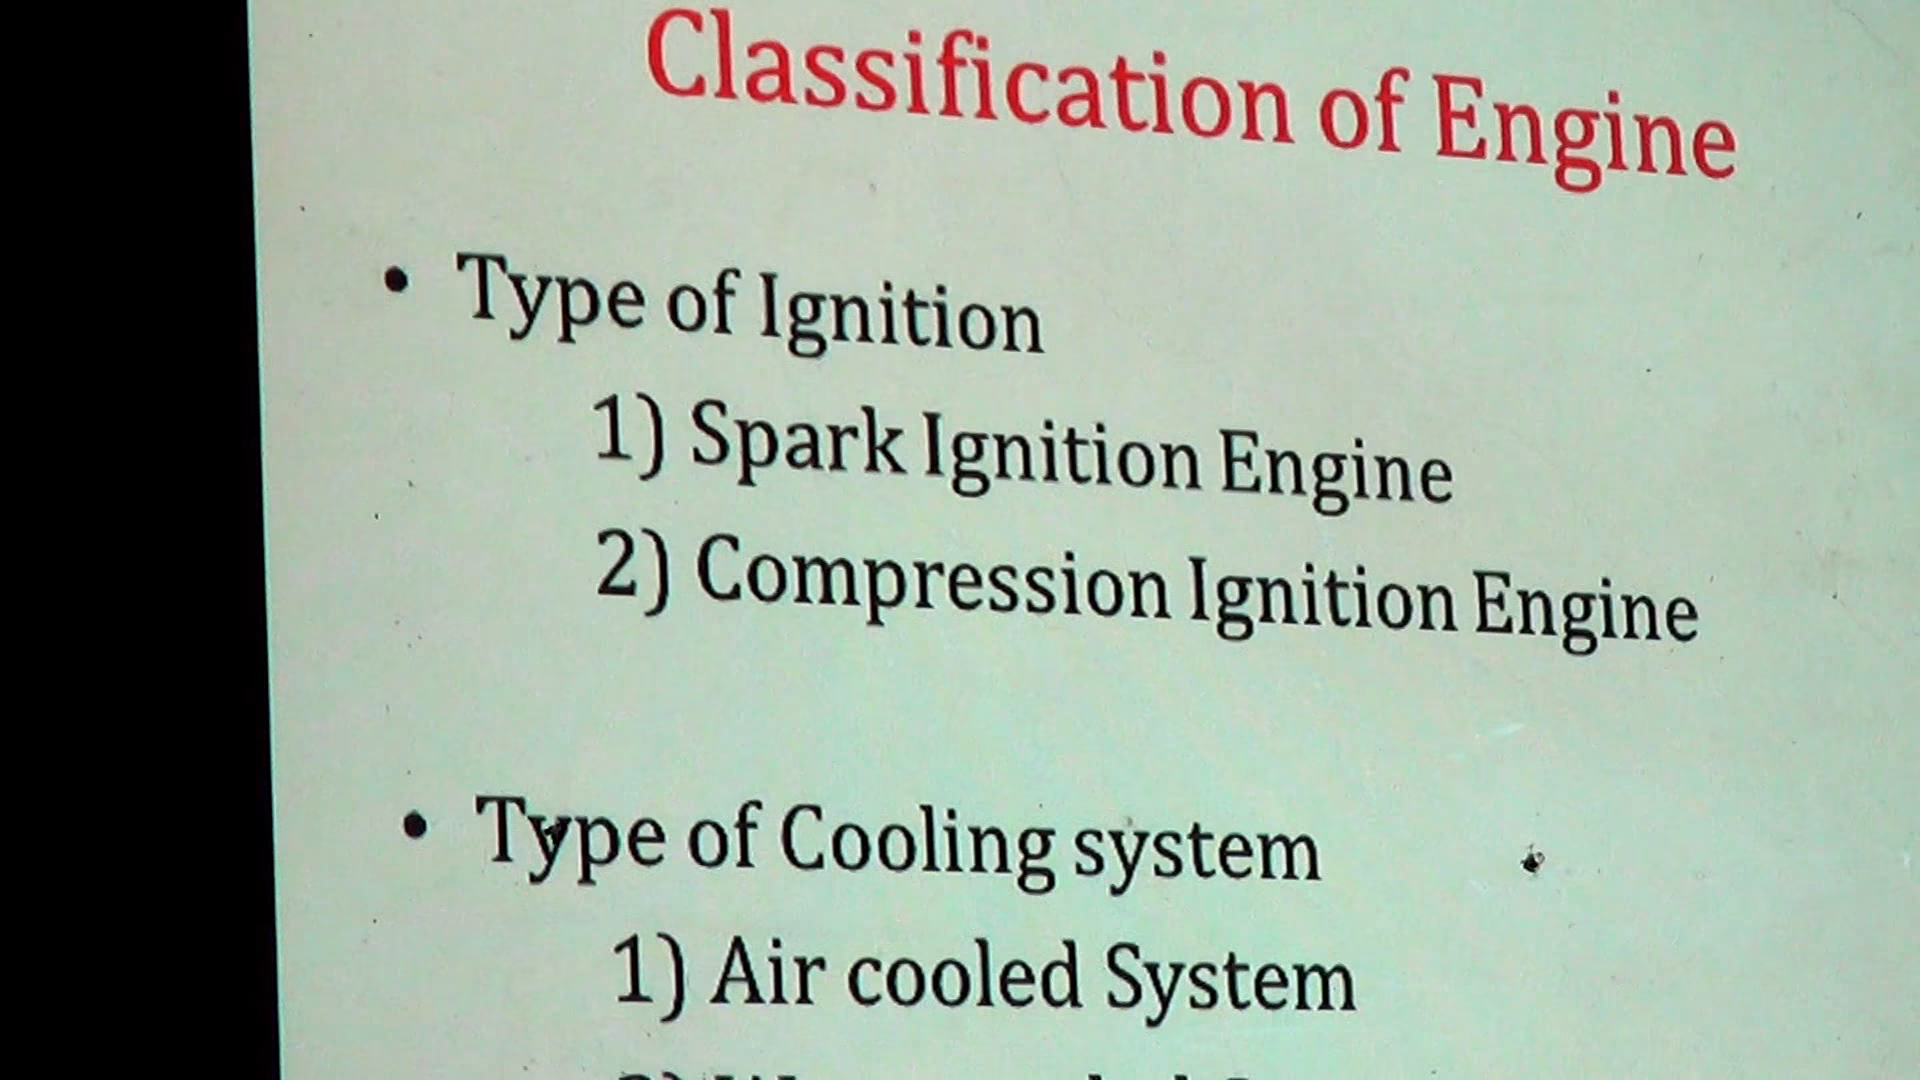 Classification of Engine
• Type of Ignition
1) Spark Ignition Engine
2) Compression Ignition Engine
• Type of Cooling system
1) Air cooled System